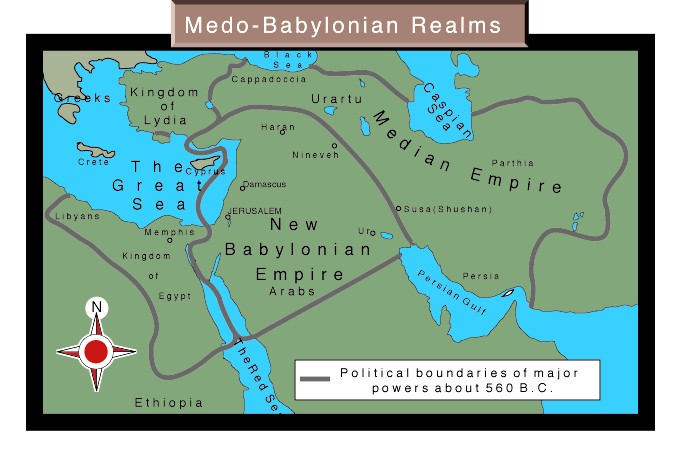 Medo-Babylonian Realms
Black
Sea
Cappadoccia
Greeks
Kingdom
of
Lydia
Urartu
Caspian
Sea
Median Empire
Haran
Nineveh
Parthia
Crete
The
Great
Sea
Cyprus
Damascus
Libyans
JERUSALEM
Susa(Shushan)
Memphis
New
Babylonian
Empire
Ur
Kingdom
of
Egypt
Arabs
Persian Gulf
Persia
N
The Red Se
Political boundaries of major
powers about 560 B.C.
Ethiopia